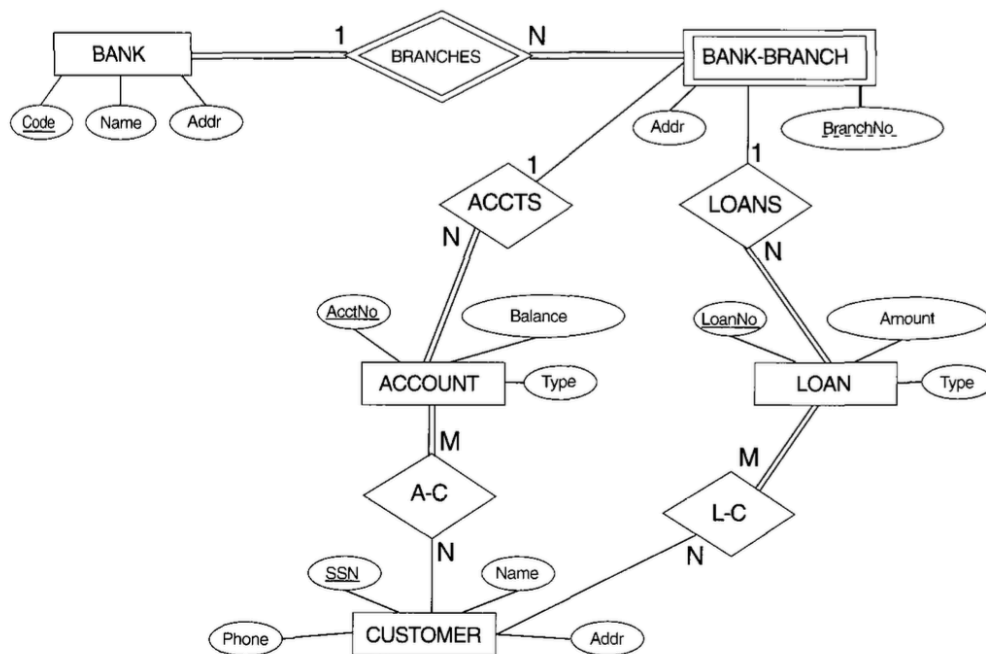 BANK
1
BRANCHES
N
BANK-BRANCH
Code
Name
Addr
Addr
BranchNo
1
ACCTS
N
1
LOANS
N
AcctNo
Balance
ACCOUNT
Type
LoanNo
Amount
LOAN
Type
M
A-C
N
M
L-C
N
SSN
Name
Phone
CUSTOMER
Addr